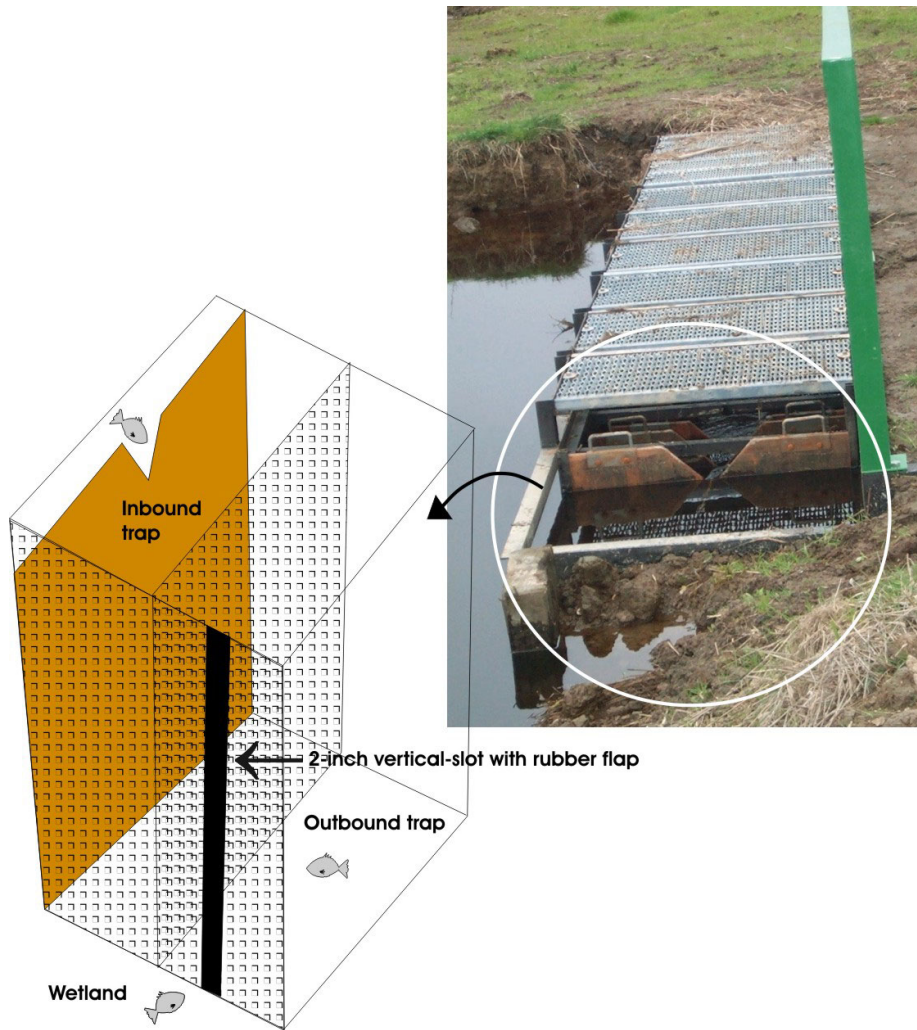 Inbound
trap
2-inch vertical-slot with rubber flap
Outbound trap
Wetland